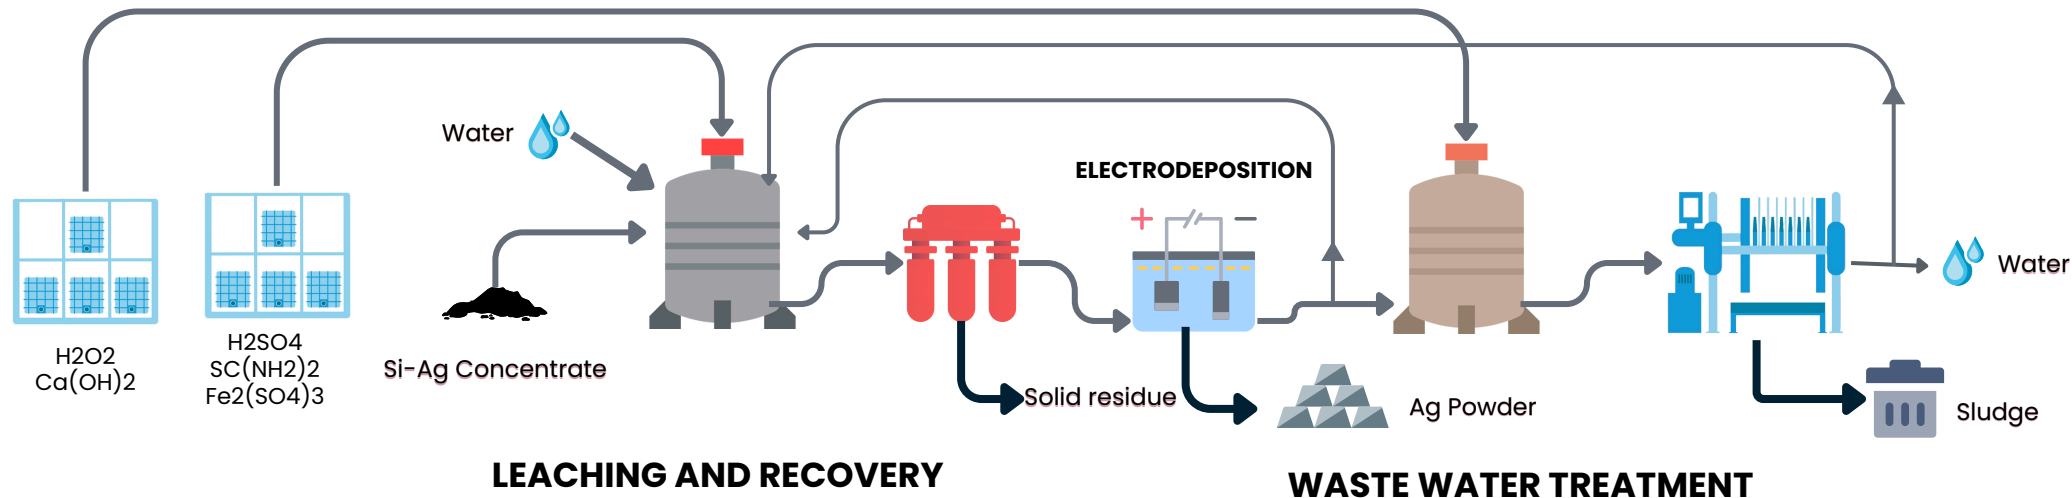 Water
ELECTRODEPOSITION
+
−
H2O2
Ca(OH)2
H2SO4
SC(NH2)2
Fe2(SO4)3
Si-Ag Concentrate
Solid residue
Ag Powder
Water
Sludge
LEACHING AND RECOVERY
WASTE WATER TREATMENT